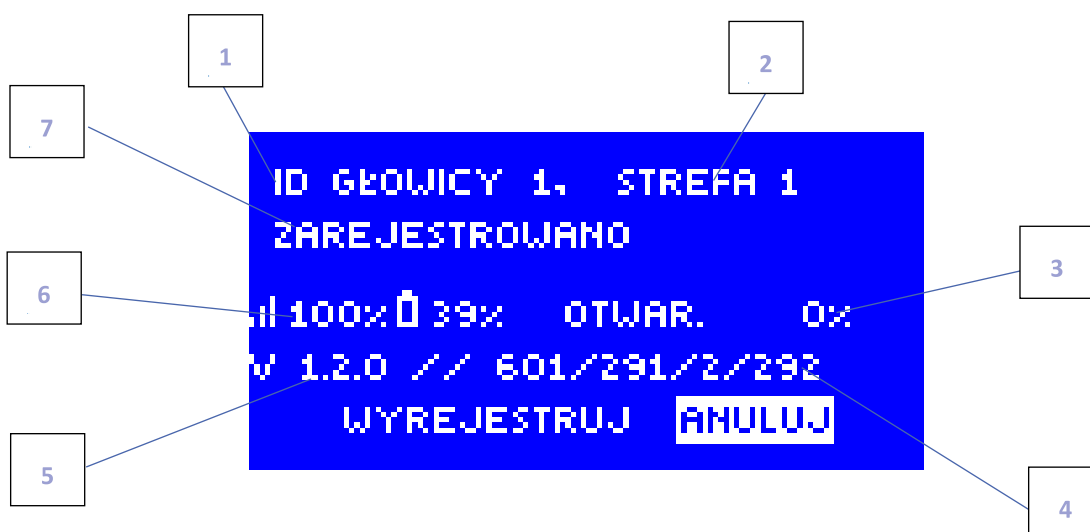 1
2
7
ID GŁOWICY 1, STREFA 1
ZAREJESTROWANO
3
6
100% 39% OTWAR. 0%
V 1.2.0 // 601/291/2/292
WYREJESTRUJ ANULUJ
5
4